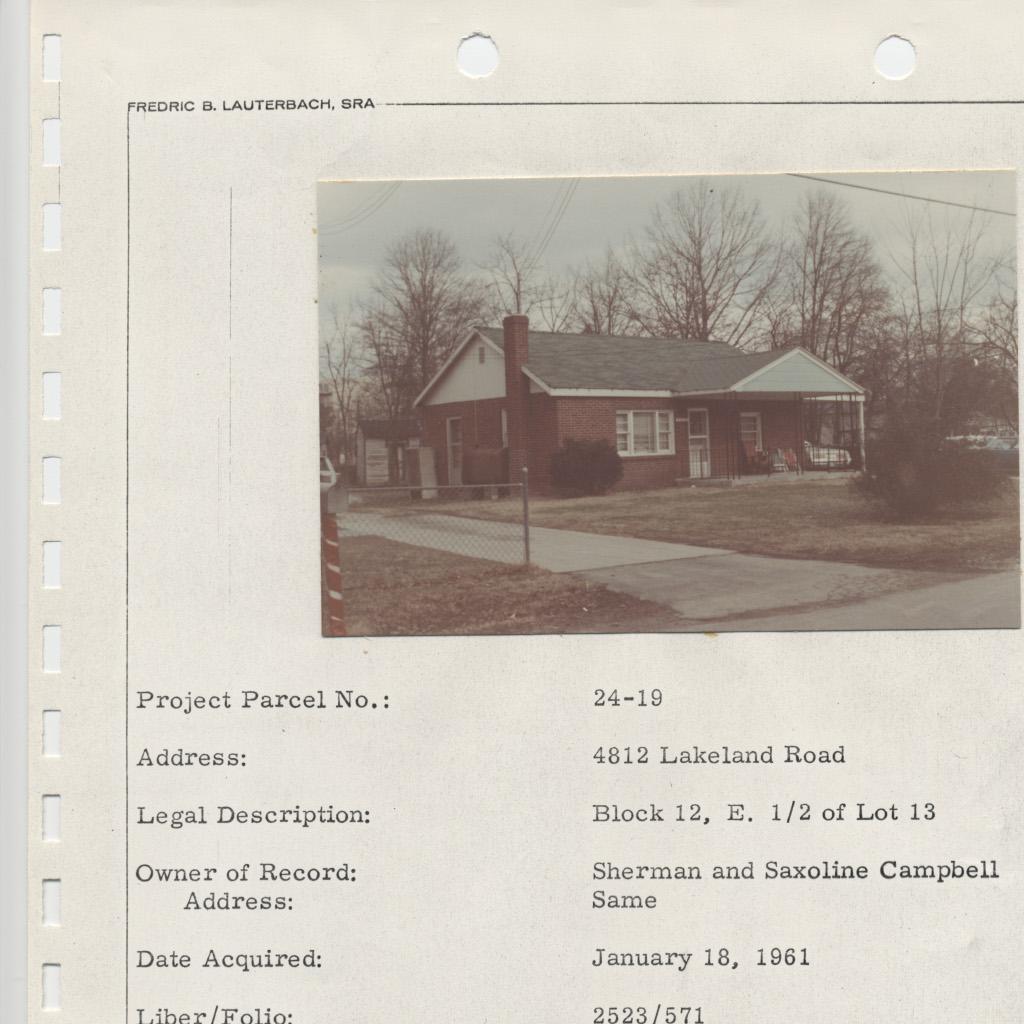 FREDRIC B. LAUTERBACH, SRA
Project Parcel No.: 24-19
Address: 4812 Lakeland Road
Legal Description: Block 12, E. 1/2 of Lot 13
Owner of Record: Sherman and Saxoline Campbell
Address: Same
Date Acquired: January 18, 1961
Liber/Folio: 2523/571